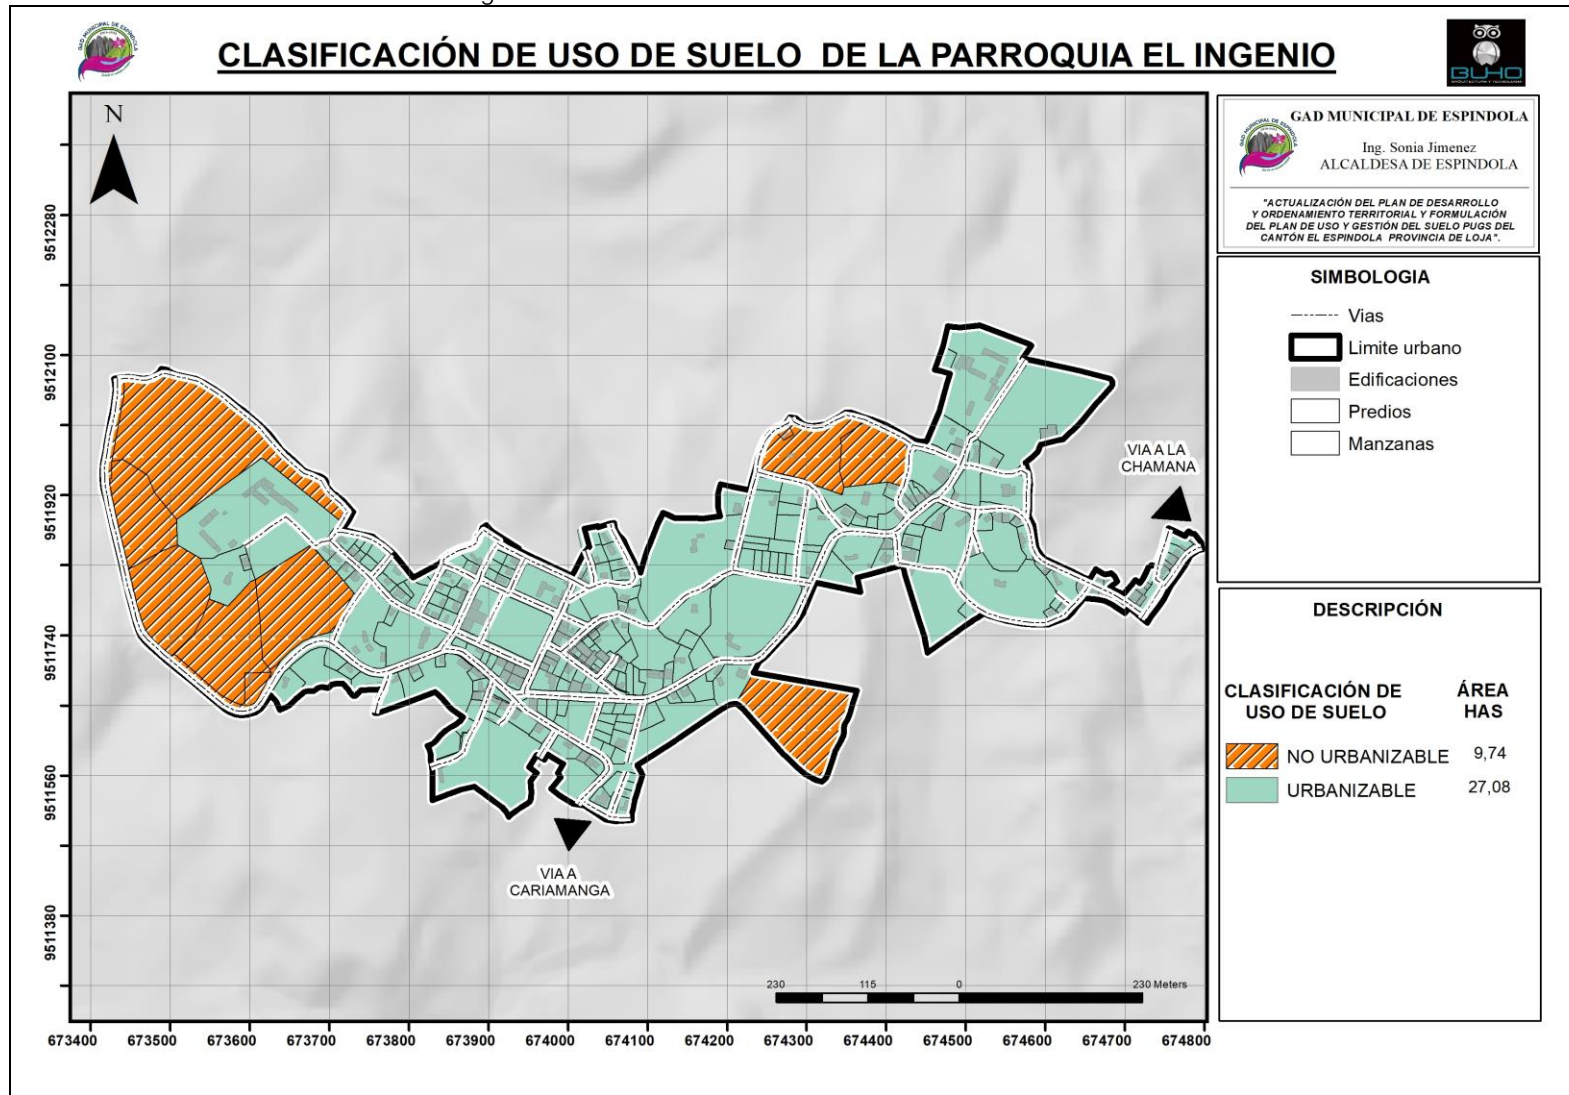 CLASIFICACIÓN DE USO DE SUELO DE LA PARROQUIA EL INGENIO
BUHO
GAD MUNICIPAL DE ESPINDOLA
Ing. Sonia Jimenez
ALCALDESA DE ESPINDOLA
"ACTUALIZACIÓN DEL PLAN DE DESARROLLO
Y ORDENAMIENTO TERRITORIAL Y FORMULACIÓN
DEL PLAN DE USO Y GESTIÓN DEL SUELO PUGS DEL
CANTÓN EL ESPINDOLA PROVINCIA DE LOJA".
SIMBOLOGIA
Vias
Limite urbano
Edificaciones
Predios
Manzanas
DESCRIPCIÓN
CLASIFICACIÓN DE
USO DE SUELO
ÁREA
HAS
NO URBANIZABLE 9,74
URBANIZABLE 27,08
N
VIA A LA
CHAMANA
VIA A
CARIAMANGA
230 115 0 230 Meters
9512280
9512100
9511920
9511740
9511560
9511380
673400 673500 673600 673700 673800 673900 674000 674100 674200 674300 674400 674500 674600 674700 674800